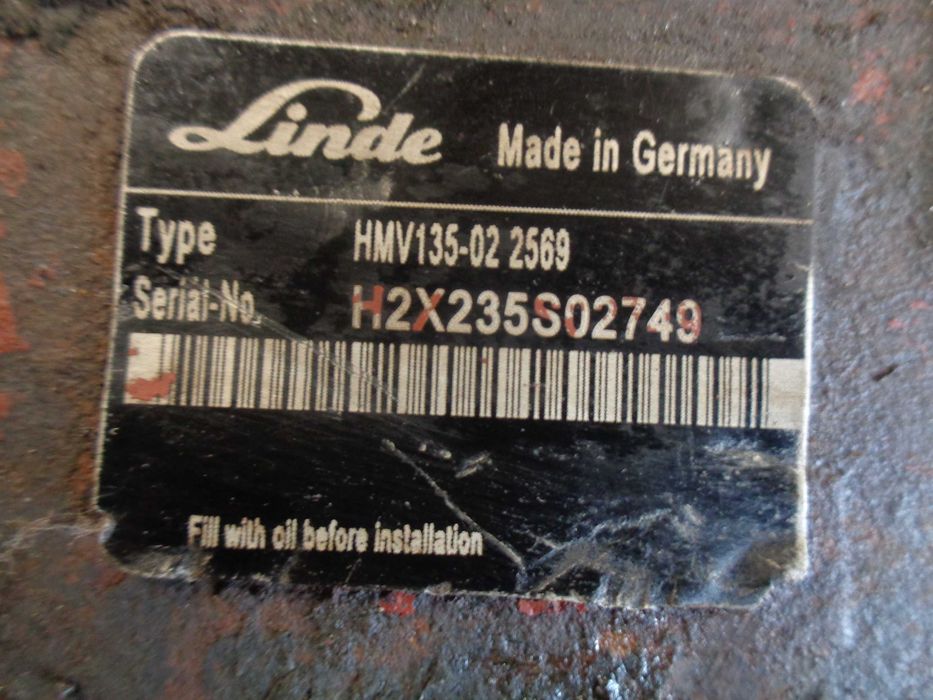 Linde Made in Germany
Type HMV135-02 2569
Serial-No. H2X235S02749
Fill with oil before installation